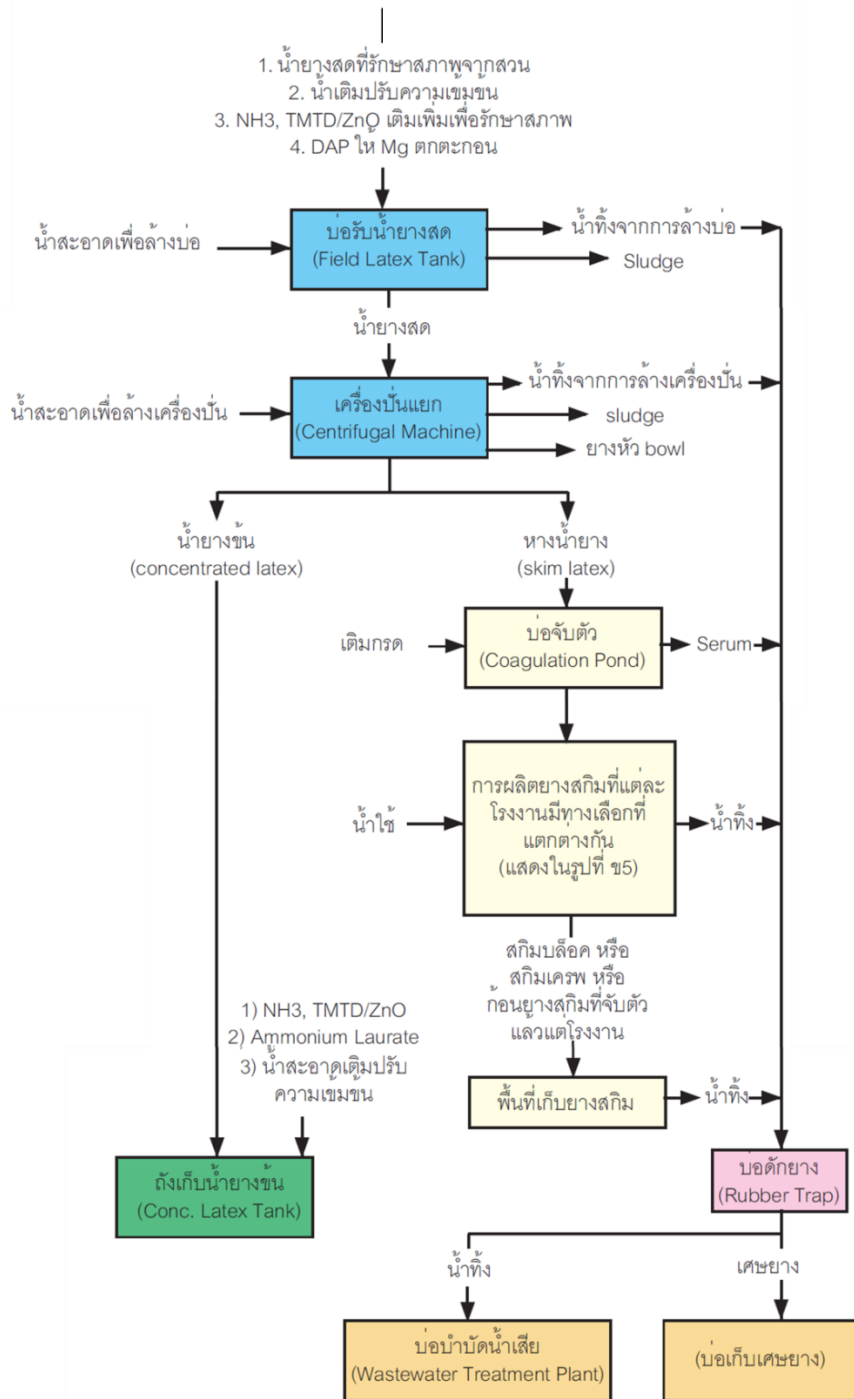 1. น้ำยางสดที่รักษาสภาพจากสวน
2. น้ำเติมปรับความเข้มข้น
3. NH3, TMTD/ZnO เติมเพิ่มเพื่อรักษาสภาพ
4. DAP ให้ Mg ตกตะกอน
น้ำสะอาดเพื่อล้างบ่อ
บ่อรับน้ำยางสด
(Field Latex Tank)
น้ำทิ้งจากการล้างบ่อ
Sludge
น้ำยางสด
น้ำสะอาดเพื่อล้างเครื่องปั่น
เครื่องปั่นแยก
(Centrifugal Machine)
น้ำทิ้งจากการล้างเครื่องปั่น
sludge
ยางหัว bowl
น้ำยางข้น
(concentrated latex)
หางน้ำยาง
(skim latex)
เติมกรด
บ่อจับตัว
(Coagulation Pond)
Serum
น้ำใช้
การผลิตยางสกิมที่แต่ละ
โรงงานมีทางเลือกที่
แตกต่างกัน
(แสดงในรูปที่ ข5)
น้ำทิ้ง
สกิมบล็อค หรือ
สกิมเครพ หรือ
ก้อนยางสกิมที่จับตัว
แล้วแต่โรงงาน
1) NH3, TMTD/ZnO
2) Ammonium Laurate
3) น้ำสะอาดเติมปรับ
ความเข้มข้น
พื้นที่เก็บยางสกิม
น้ำทิ้ง
ถังเก็บน้ำยางข้น
(Conc. Latex Tank)
บ่อดักยาง
(Rubber Trap)
น้ำทิ้ง
เศษยาง
บ่อบำบัดน้ำเสีย
(Wastewater Treatment Plant)
(บ่อเก็บเศษยาง)